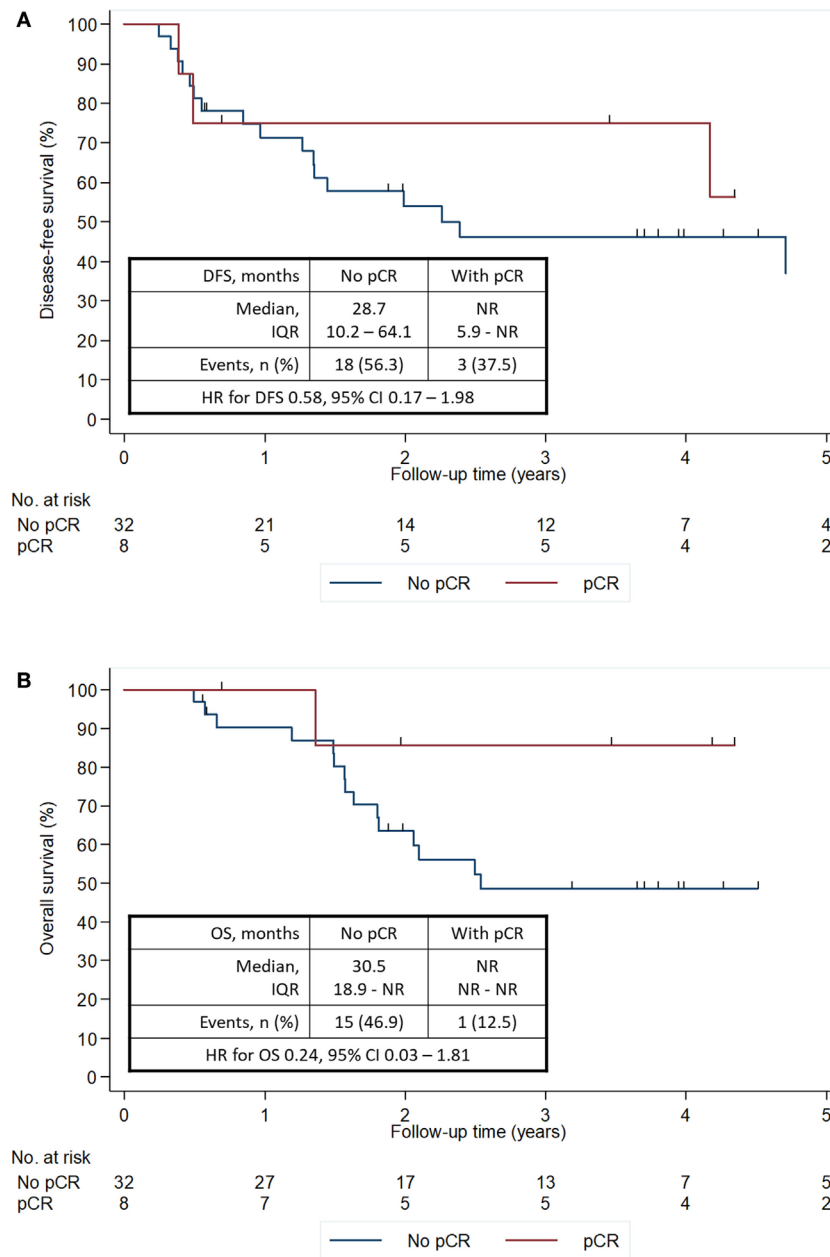 A
Disease-free survival (%)
100
90
80
70
60
50
40
30
20
10
0
DFS, months No pCR With pCR
Median, 28.7 NR
IQR 10.2 – 64.1 5.9 - NR
Events, n (%) 18 (56.3) 3 (37.5)
HR for DFS 0.58, 95% CI 0.17 – 1.98
0 1 2 3 4 5
Follow-up time (years)
No. at risk
No pCR 32 21 14 12 7 4
pCR 8 5 5 5 4 2
No pCR pCR
B
Overall survival (%)
100
90
80
70
60
50
40
30
20
10
0
OS, months No pCR With pCR
Median, 30.5 NR
IQR 18.9 - NR NR - NR
Events, n (%) 15 (46.9) 1 (12.5)
HR for OS 0.24, 95% CI 0.03 – 1.81
0 1 2 3 4 5
Follow-up time (years)
No. at risk
No pCR 32 27 17 13 7 5
pCR 8 7 5 5 4 2
No pCR pCR